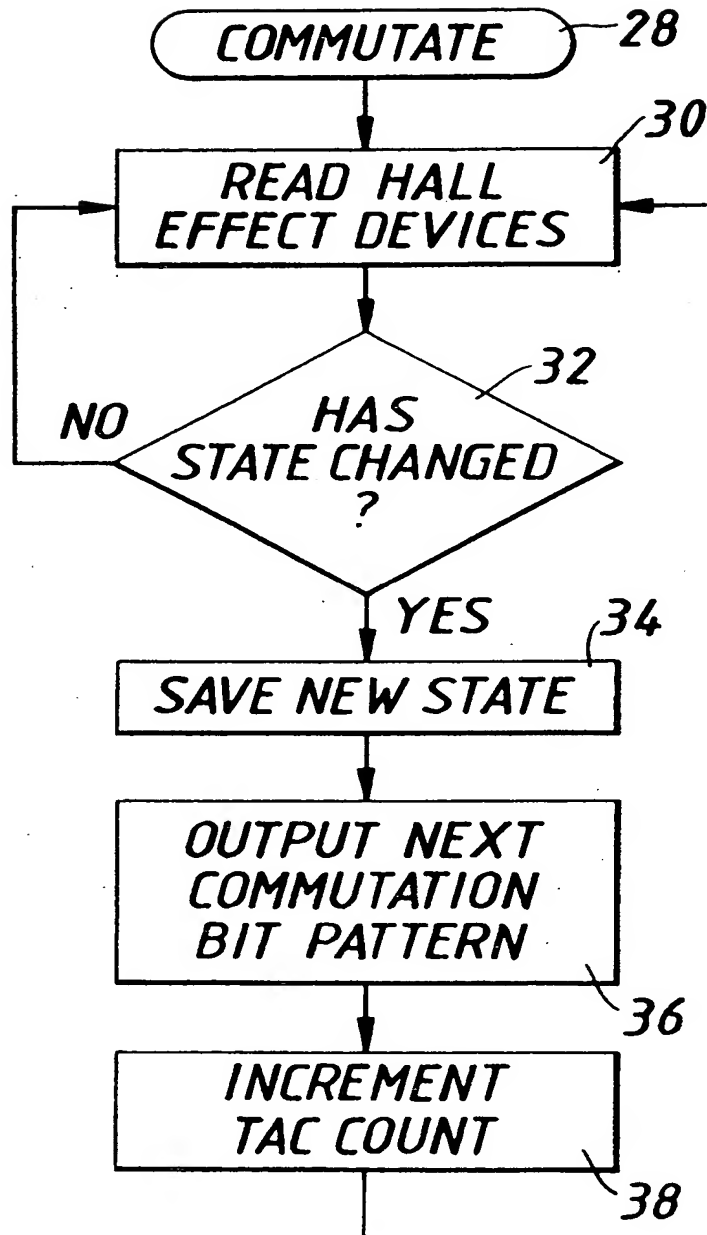 COMMUTATE
28
30
READ HALL
EFFECT DEVICES
32
HAS
STATE CHANGED
?
NO
YES
34
SAVE NEW STATE
OUTPUT NEXT
COMMUTATION
BIT PATTERN
36
INCREMENT
TAC COUNT
38